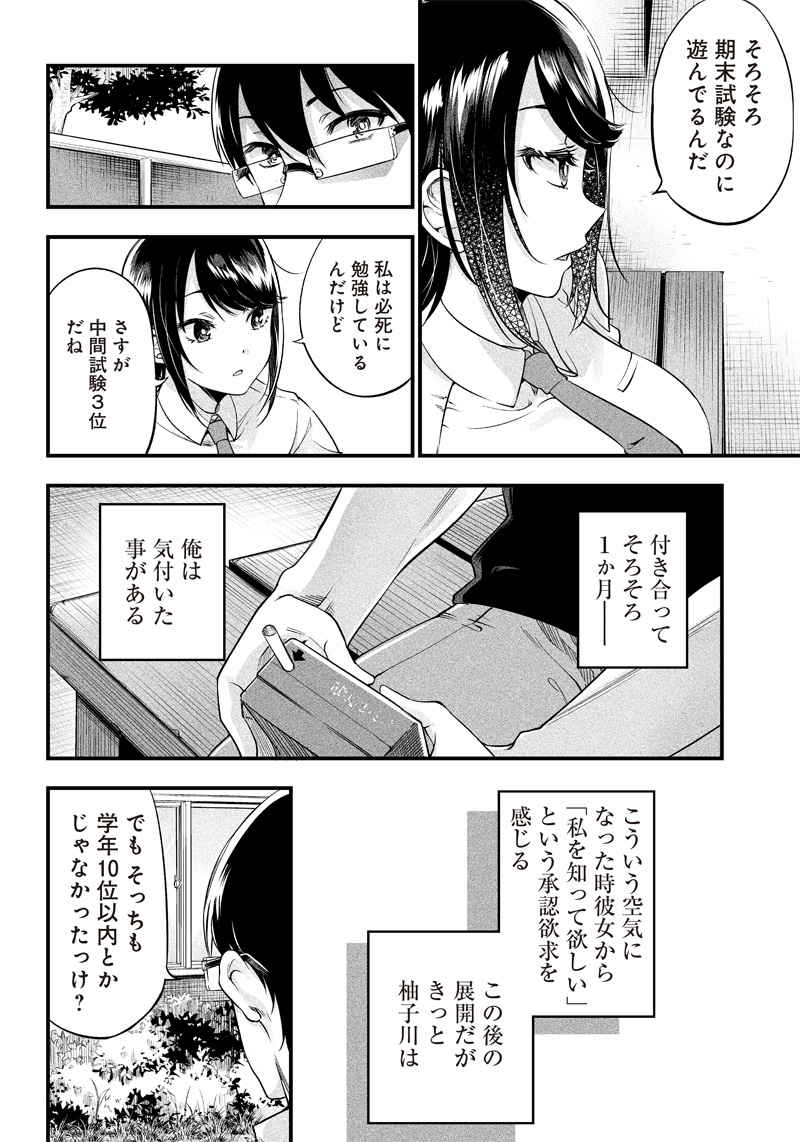 そろそろ
期末試験なのに
遊んでるんだ
私は必死に
勉強している
んだけど
さすが
中間試験3位
だね
付き合って
そろそろ
1か月――
俺は
気付いた
事がある
こういう空気に
なった時彼女から
「私を知って欲しい」
という承認欲求を
感じる
この後の
展開だが
きっと
柚子川は
でも そっちも
学年10位以内とか
じゃなかったっけ？